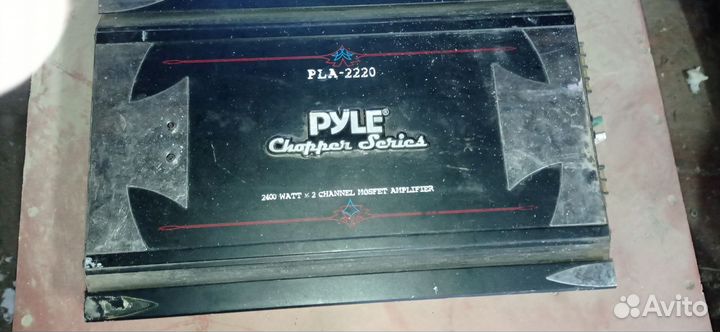 PLA-2220
PYLE®
Chopper Series
2400 WATT x 2 CHANNEL MOSFET AMPLIFIER
Avito